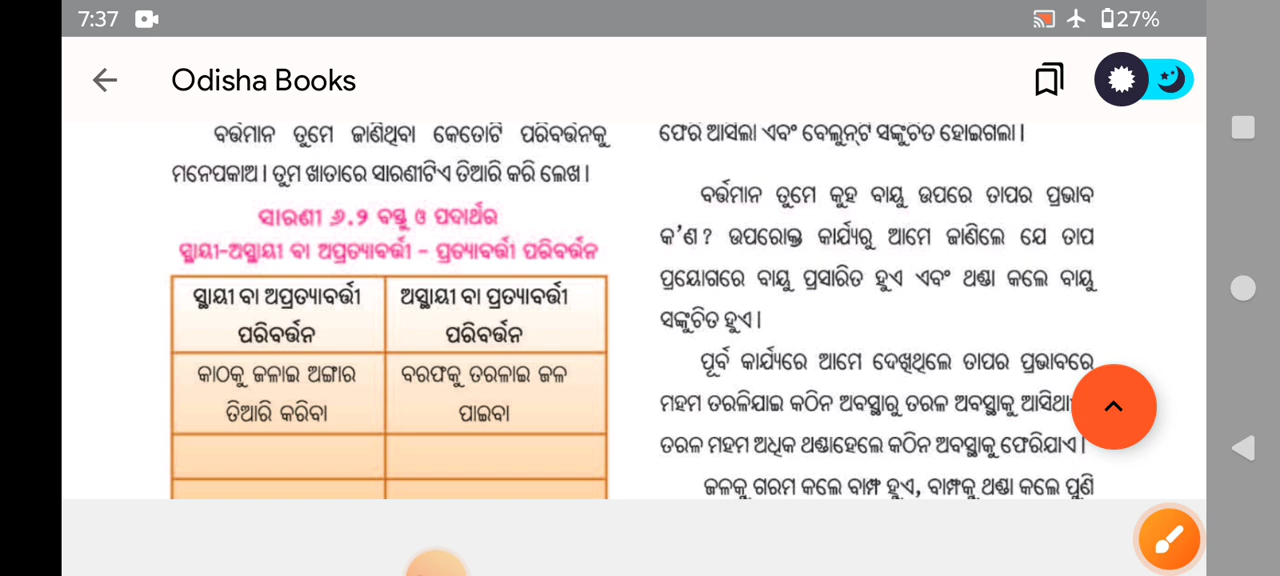 7:37
27%
Odisha Books
ବର୍ତ୍ତମାନ ତୁମେ ଜାଣିଥିବା କେତୋଟି ପରିବର୍ତ୍ତନକୁ
ମନେପକାଅ । ତୁମ ଖାତାରେ ସାରଣୀଟିଏ ତିଆରି କରି ଲେଖ ।
ସାରଣୀ ୬.୨ ବସ୍ତୁ ଓ ପଦାର୍ଥର
ସ୍ଥାୟୀ-ଅସ୍ଥାୟୀ ବା ଅପ୍ରତ୍ୟାବର୍ତ୍ତୀ - ପ୍ରତ୍ୟାବର୍ତ୍ତୀ ପରିବର୍ତ୍ତନ
ସ୍ଥାୟୀ ବା ଅପ୍ରତ୍ୟାବର୍ତ୍ତୀ
ପରିବର୍ତ୍ତନ
ଅସ୍ଥାୟୀ ବା ପ୍ରତ୍ୟାବର୍ତ୍ତୀ
ପରିବର୍ତ୍ତନ
କାଠକୁ ଜଳାଇ ଅଙ୍ଗାର
ତିଆରି କରିବା
ବରଫକୁ ତରଳାଇ ଜଳ
ପାଇବା
ଫେରି ଆସିଲା ଏବଂ ବେଲୁନ୍‌ଟି ସଙ୍କୁଚିତ ହୋଇଗଲା ।
ବର୍ତ୍ତମାନ ତୁମେ କୁହ ବାୟୁ ଉପରେ ତାପର ପ୍ରଭାବ
କ'ଣ ? ଉପରୋକ୍ତ କାର୍ଯ୍ୟରୁ ଆମେ ଜାଣିଲେ ଯେ ତାପ
ପ୍ରୟୋଗରେ ବାୟୁ ପ୍ରସାରିତ ହୁଏ ଏବଂ ଥଣ୍ଡା କଲେ ବାୟୁ
ସଙ୍କୁଚିତ ହୁଏ ।
ପୂର୍ବ କାର୍ଯ୍ୟରେ ଆମେ ଦେଖିଥିଲେ ତାପର ପ୍ରଭାବରେ
ମହମ ତରଳିଯାଇ କଠିନ ଅବସ୍ଥାରୁ ତରଳ ଅବସ୍ଥାକୁ
ତରଳ ମହମ ଅଧିକ ଥଣ୍ଡାହେଲେ କଠିନ ଅବସ୍ଥାକୁ ଫେରିଯାଏ ।
ଜଳକୁ ଗରମ କଲେ ବାଷ୍ପ ହୁଏ, ବାଷ୍ପକୁ ଥଣ୍ଡା କଲେ ପୁଣି